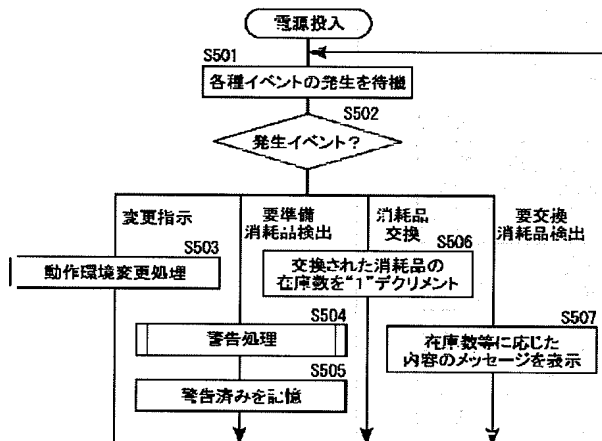 電源投入
S501
各種イベントの発生を待機
S502
発生イベント?
変更指示
要準備
消耗品検出
消耗品
交換
要交換
消耗品検出
S503
動作環境変更処理
S506
交換された消耗品の
在庫数を“1”デクリメント
S504
警告処理
S507
在庫数等に応じた
内容のメッセージを表示
S505
警告済みを記憶